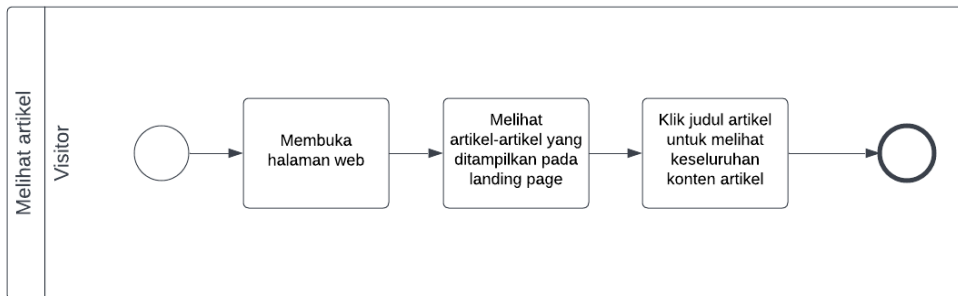 Melihat artikel
Visitor
Membuka
halaman web
Melihat
artikel-artikel yang
ditampilkan pada
landing page
Klik judul artikel
untuk melihat
keseluruhan
konten artikel